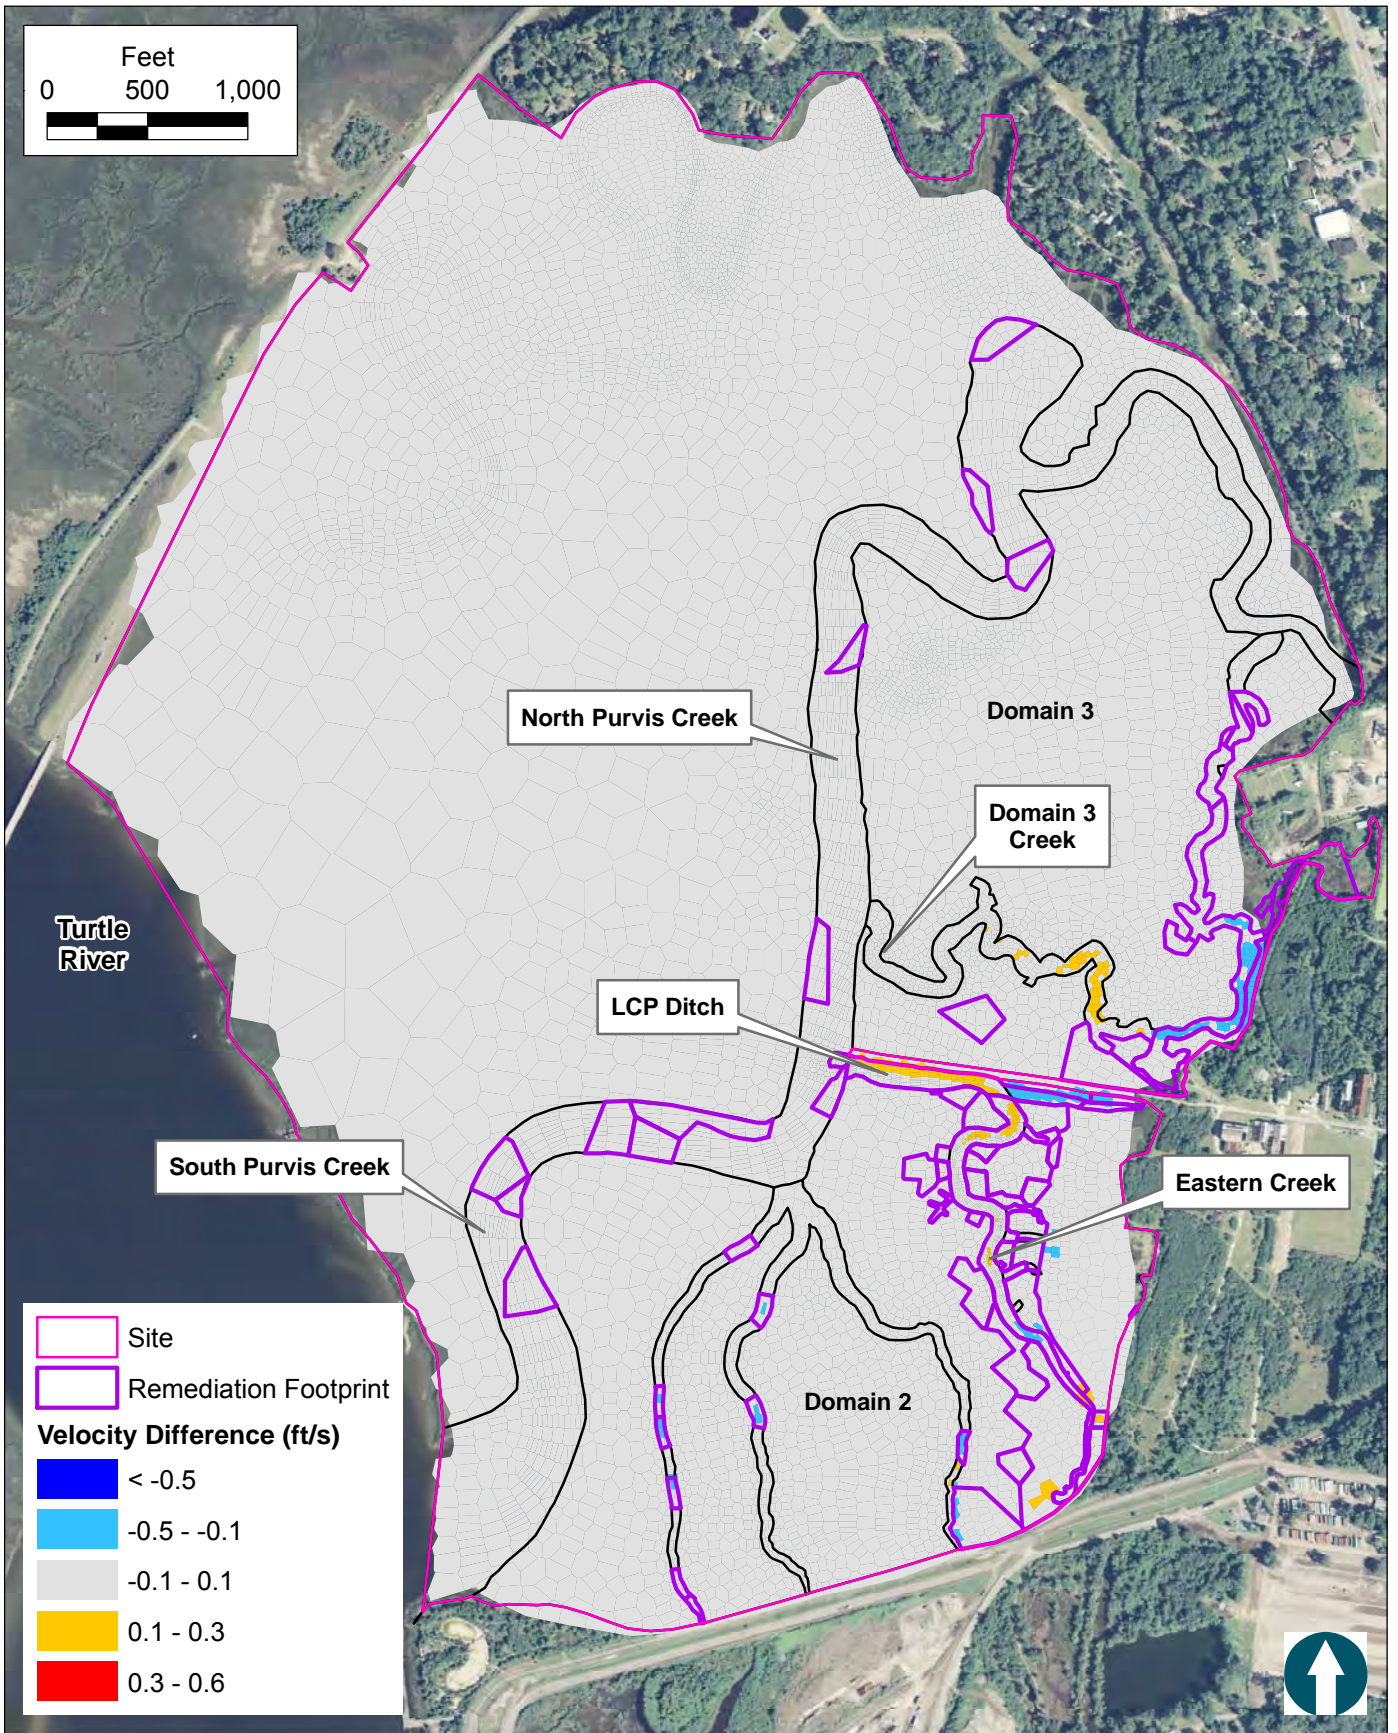 Feet
0 500 1,000
North Purvis Creek
Domain 3
Domain 3
Creek
Turtle
River
LCP Ditch
South Purvis Creek
Eastern Creek
Domain 2
Site
Remediation Footprint
Velocity Difference (ft/s)
< -0.5
-0.5 - -0.1
-0.1 - 0.1
0.1 - 0.3
0.3 - 0.6